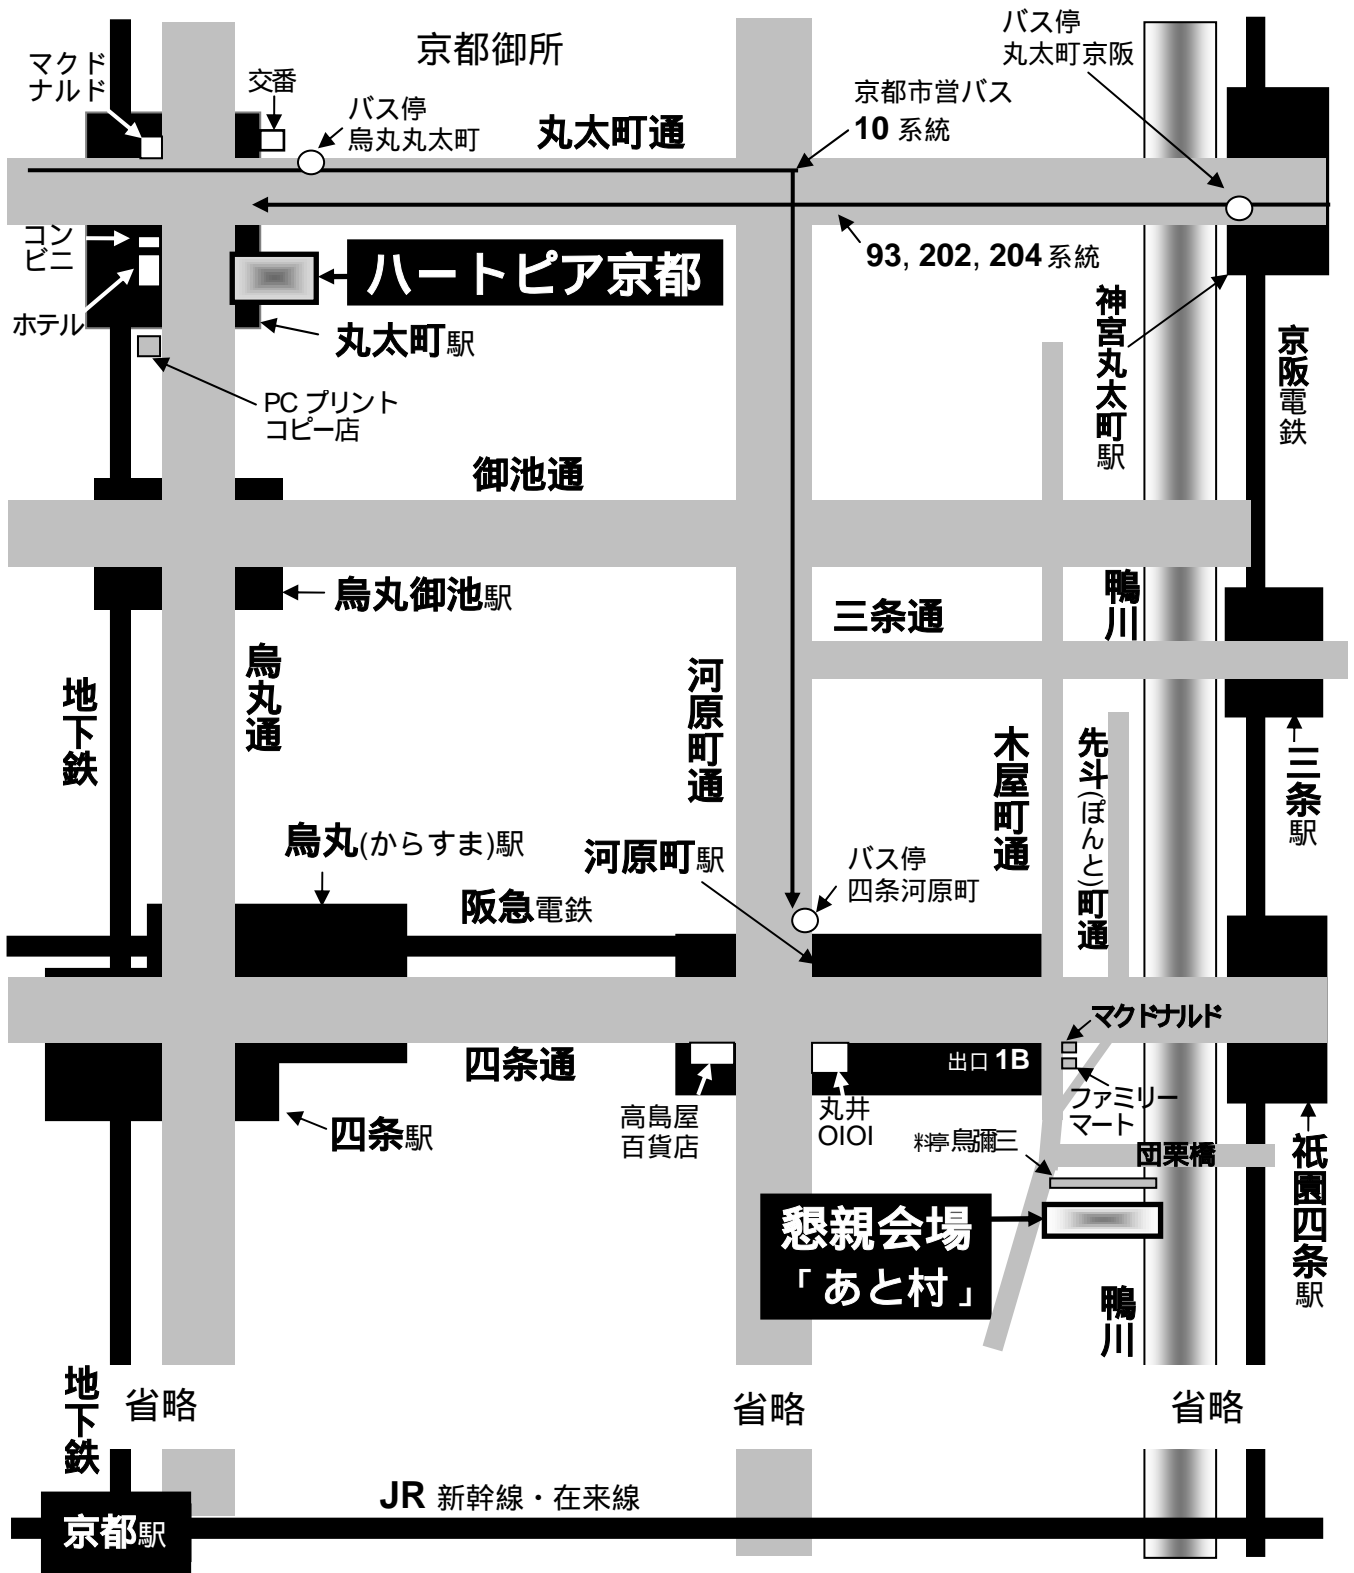 京都御所
バス停
丸太町京阪
マクド
ナルド
交番
バス停
烏丸丸太町
丸太町通
京都市営バス
10 系統
コン
ビニ
ハートピア京都
93, 202, 204 系統
ホテル
丸太町駅
神宮丸太町駅
京阪電鉄
PC プリント
コピー店
御池通
烏丸御池駅
三条通
鴨川
烏丸通
地下鉄
河原町通
木屋町通
先斗(ぽんと)町通
三条駅
烏丸(からすま)駅
河原町駅
バス停
四条河原町
阪急電鉄
マクドナルド
四条通
出口 1B
高島屋
百貨店
丸井
OIOI
ファミリー
マート
四条駅
料亭鳥彌三
団栗橋
祇園四条駅
懇親会場
「あと村」
鴨川
地下鉄
省略
省略
省略
JR 新幹線・在来線
京都駅